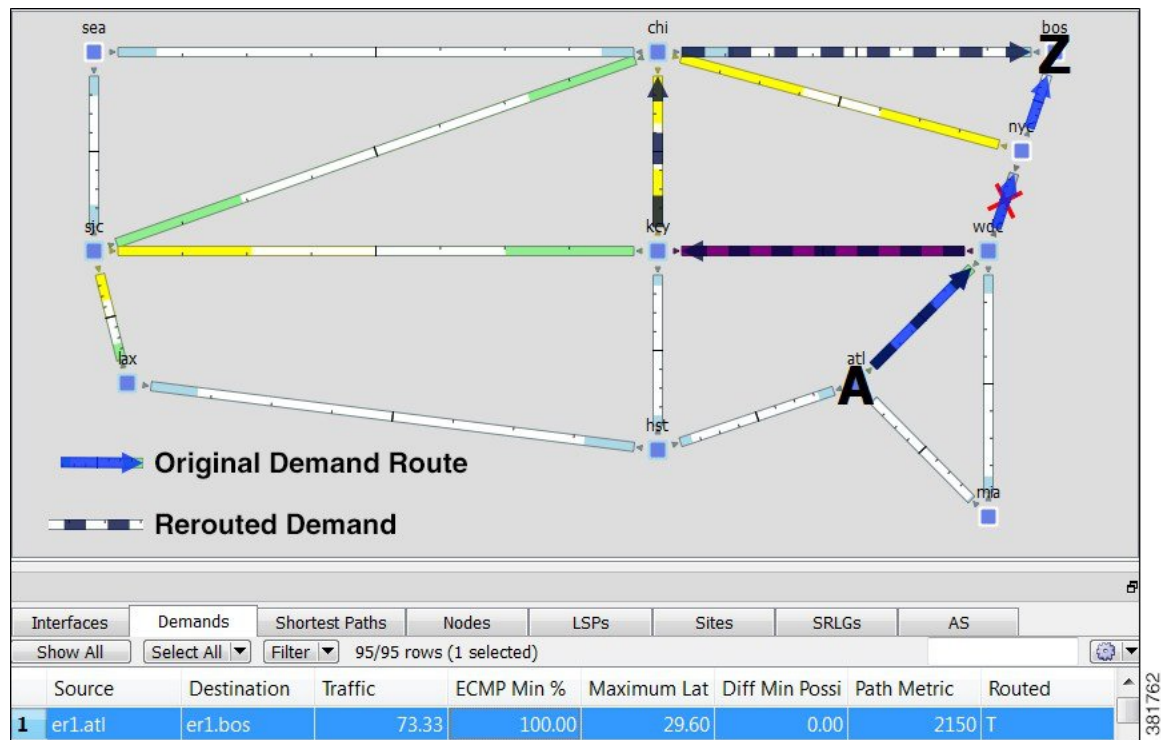 sea
chi
bos
Z
nyc
sjc
kcy
wdc
lax
atl
A
hst
mia
Original Demand Route
Rerouted Demand
Interfaces Demands Shortest Paths Nodes LSPs Sites SRLGs AS
Show All Select All Filter 95/95 rows (1 selected)
Source Destination Traffic ECMP Min % Maximum Lat Diff Min Possi Path Metric Routed
1 er1.atl er1.bos 73.33 100.00 29.60 0.00 2150 T
381762